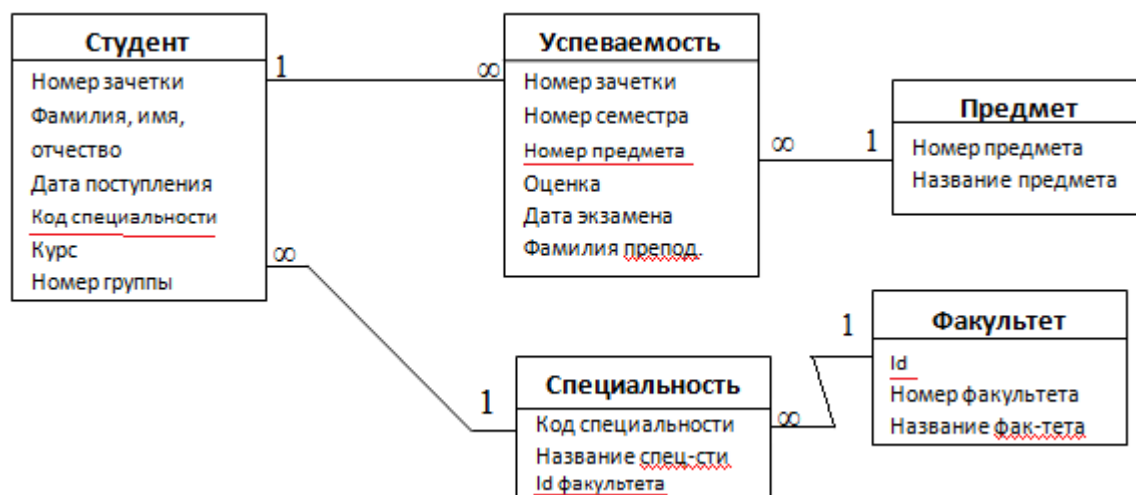 Студент
Номер зачетки
Фамилия, имя,
отчество
Дата поступления
Код специальности
Курс
Номер группы
1
∞
∞
1
Успеваемость
Номер зачетки
Номер семестра
Номер предмета
Оценка
Дата экзамена
Фамилия препод.
∞
1
Предмет
Номер предмета
Название предмета
Специальность
Код специальности
Название спец-сти
Id факультета
∞
1
Факультет
Id
Номер факультета
Название фак-тета